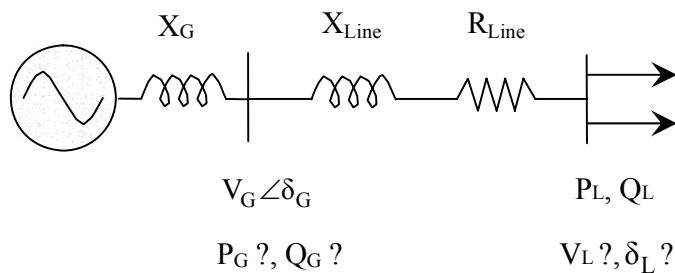 X_G X_Line R_Line
V_G∠δ_G P_L, Q_L
P_G ?, Q_G ? V_L ?, δ_L ?